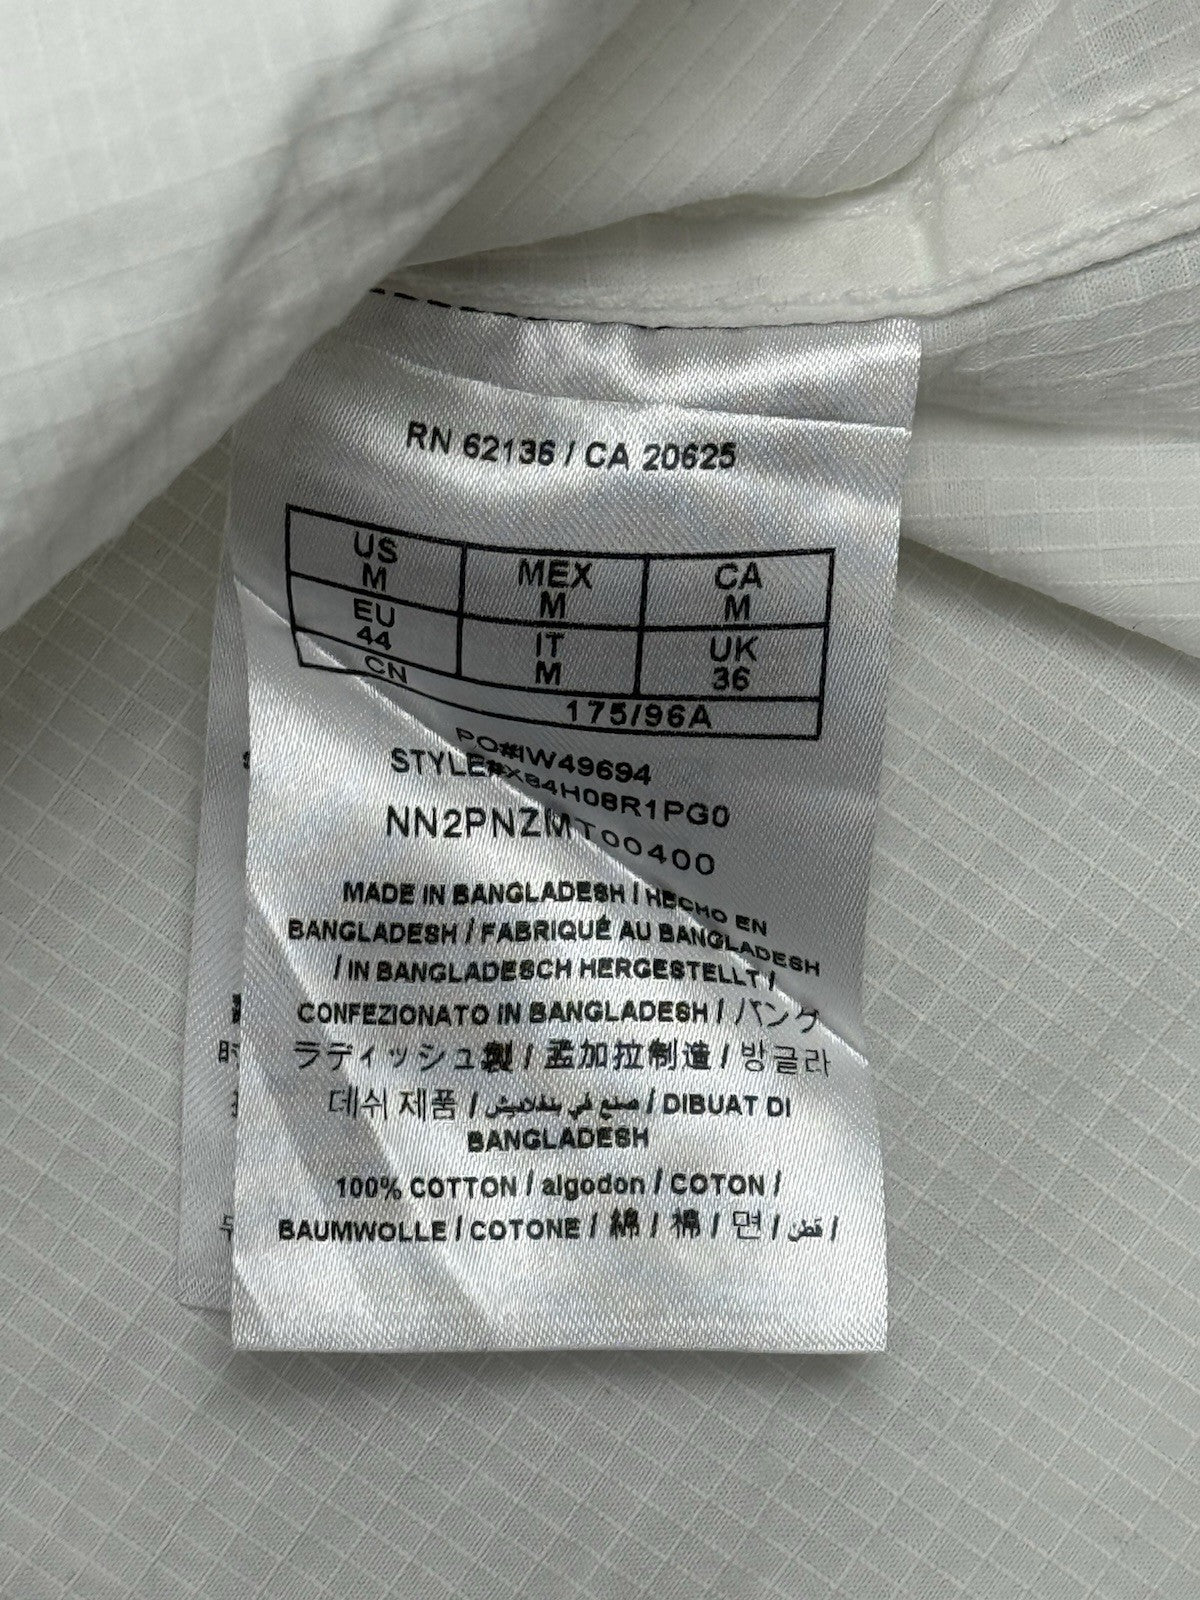 RN 62136 / CA 20625
US MEX CA
M M M
EU IT UK
44 M 36
CN 175/96A
PO#IW49694
STYLE#X84H08R1PG0
NN2PNZMT00400
MADE IN BANGLADESH / HECHO EN
BANGLADESH / FABRIQUÉ AU BANGLADESH
/ IN BANGLADESCH HERGESTELLT /
CONFEZIONATO IN BANGLADESH / バング
ラディッシュ製 / 孟加拉制造 / 방글라
데쉬 제품 / صنع في بنغلاديش / DIBUAT DI
BANGLADESH
100% COTTON / algodon / COTON /
BAUMWOLLE / COTONE / 綿 / 棉 / 면 / قطن /